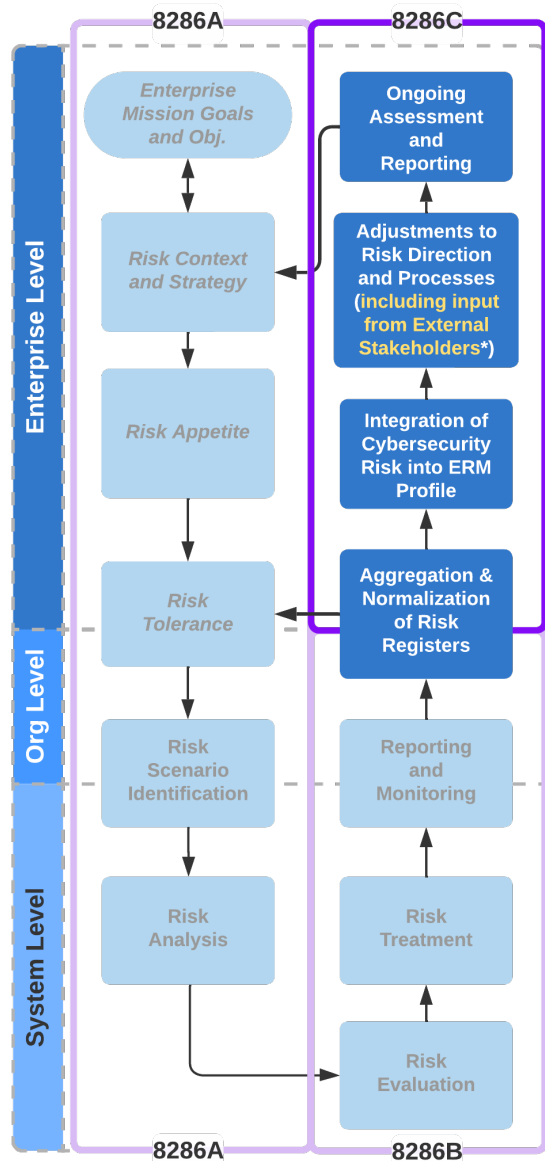 8286A
8286C
Enterprise Level
Org Level
System Level
Enterprise
Mission Goals
and Obj.
Risk Context
and Strategy
Risk Appetite
Risk
Tolerance
Risk
Scenario
Identification
Risk
Analysis
Ongoing
Assessment
and
Reporting
Adjustments to
Risk Direction
and Processes
(including input
from External
Stakeholders*)
Integration of
Cybersecurity
Risk into ERM
Profile
Aggregation &
Normalization
of Risk
Registers
Reporting
and
Monitoring
Risk
Treatment
Risk
Evaluation
8286A
8286B